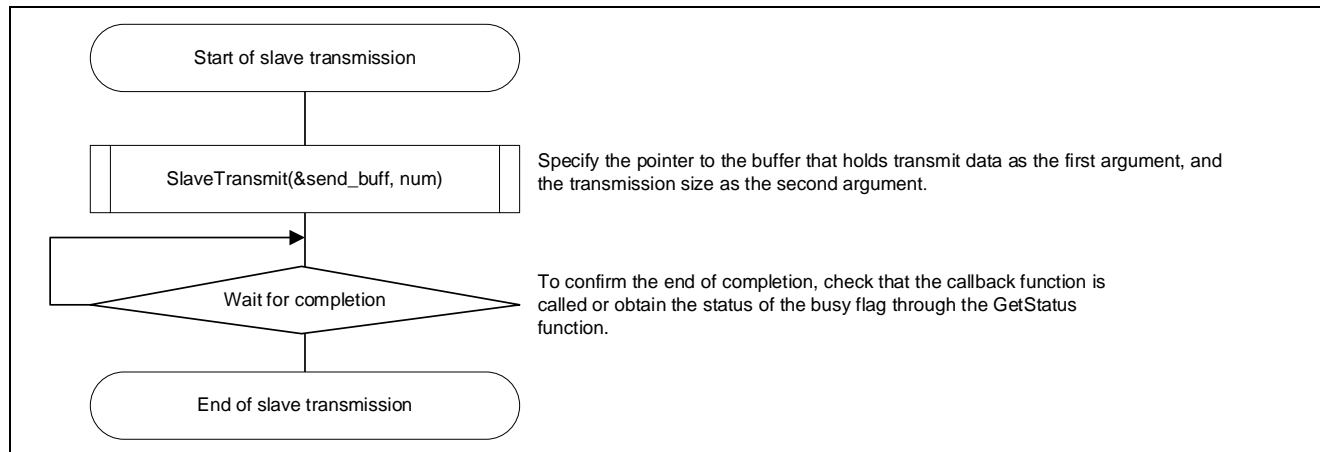 Start of slave transmission
SlaveTransmit(&send_buff, num)
Specify the pointer to the buffer that holds transmit data as the first argument, and
the transmission size as the second argument.
Wait for completion
To confirm the end of completion, check that the callback function is
called or obtain the status of the busy flag through the GetStatus
function.
End of slave transmission